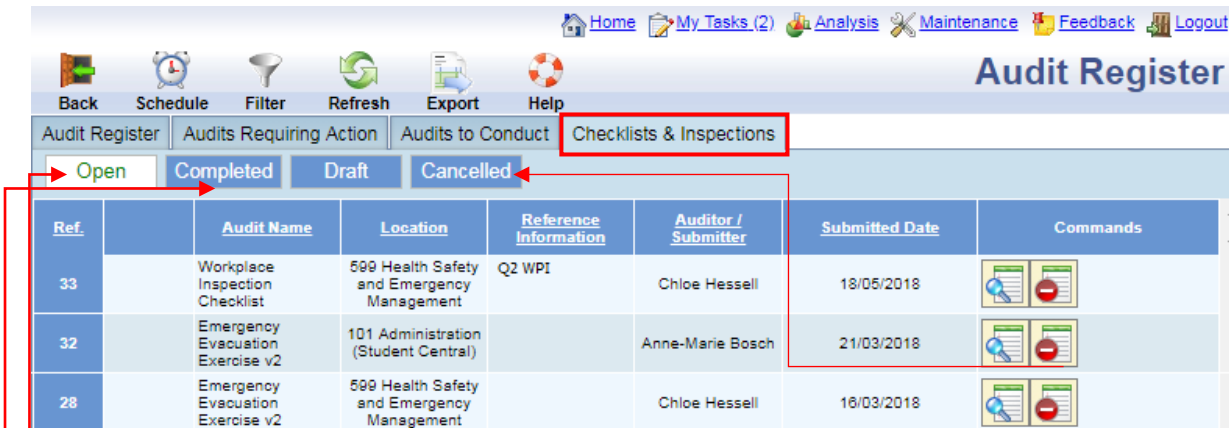 Home My Tasks (2) Analysis Maintenance Feedback Logout
Back Schedule Filter Refresh Export Help
Audit Register
Audit Register Audits Requiring Action Audits to Conduct Checklists & Inspections
Open Completed Draft Cancelled
Ref. Audit Name Location Reference Information Auditor / Submitter Submitted Date Commands
33
Workplace
Inspection
Checklist
599 Health Safety
and Emergency
Management
Q2 WPI
Chloe Hessell
18/05/2018
32
Emergency
Evacuation
Exercise v2
101 Administration
(Student Central)
Anne-Marie Bosch
21/03/2018
28
Emergency
Evacuation
Exercise v2
599 Health Safety
and Emergency
Management
Chloe Hessell
16/03/2018